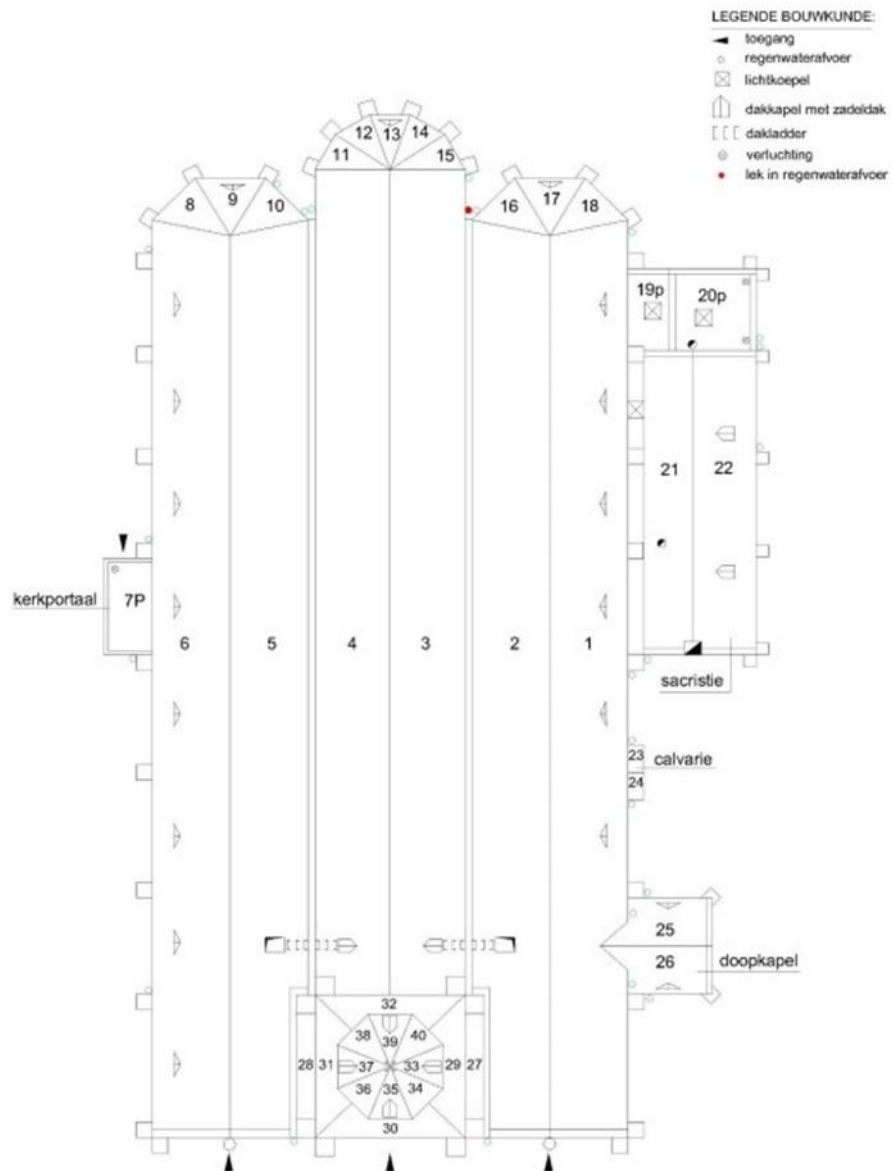 LEGENDE BOUWKUNDE:
toegang
regenwaterafvoer
lichtkoepel
dakkapel met zadeldak
dakladder
verluchting
lek in regenwaterafvoer
12 13 14
11 15
8 9 10 16 17 18
19p 20p
21 22
kerkportaal 7P
6 5 4 3 2 1
sacristie
23 calvarie
24
25
26 doopkapel
32
38 39 40
28 31 37 33 29 27
36 35 34
30